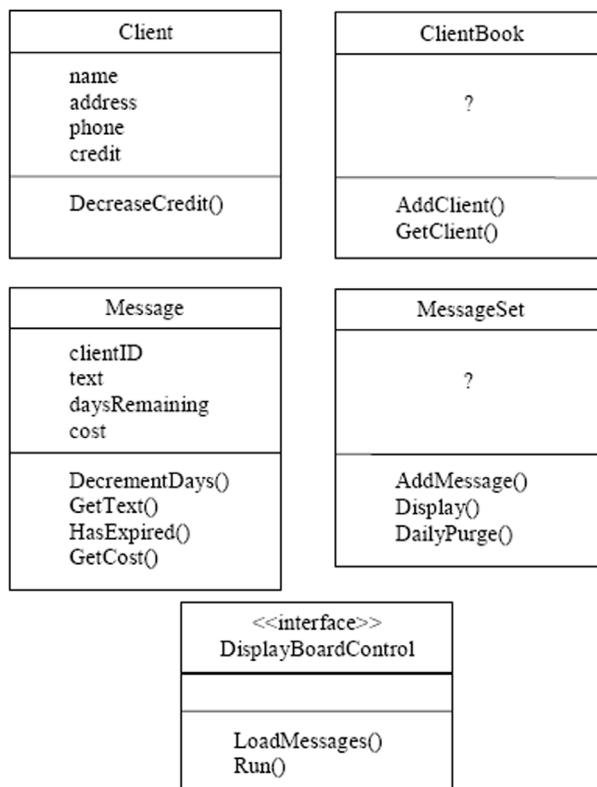 Client
name
address
phone
credit
DecreaseCredit()
ClientBook
?
AddClient()
GetClient()
Message
clientID
text
daysRemaining
cost
DecrementDays()
GetText()
HasExpired()
GetCost()
MessageSet
?
AddMessage()
Display()
DailyPurge()
<<interface>>
DisplayBoardControl
LoadMessages()
Run()